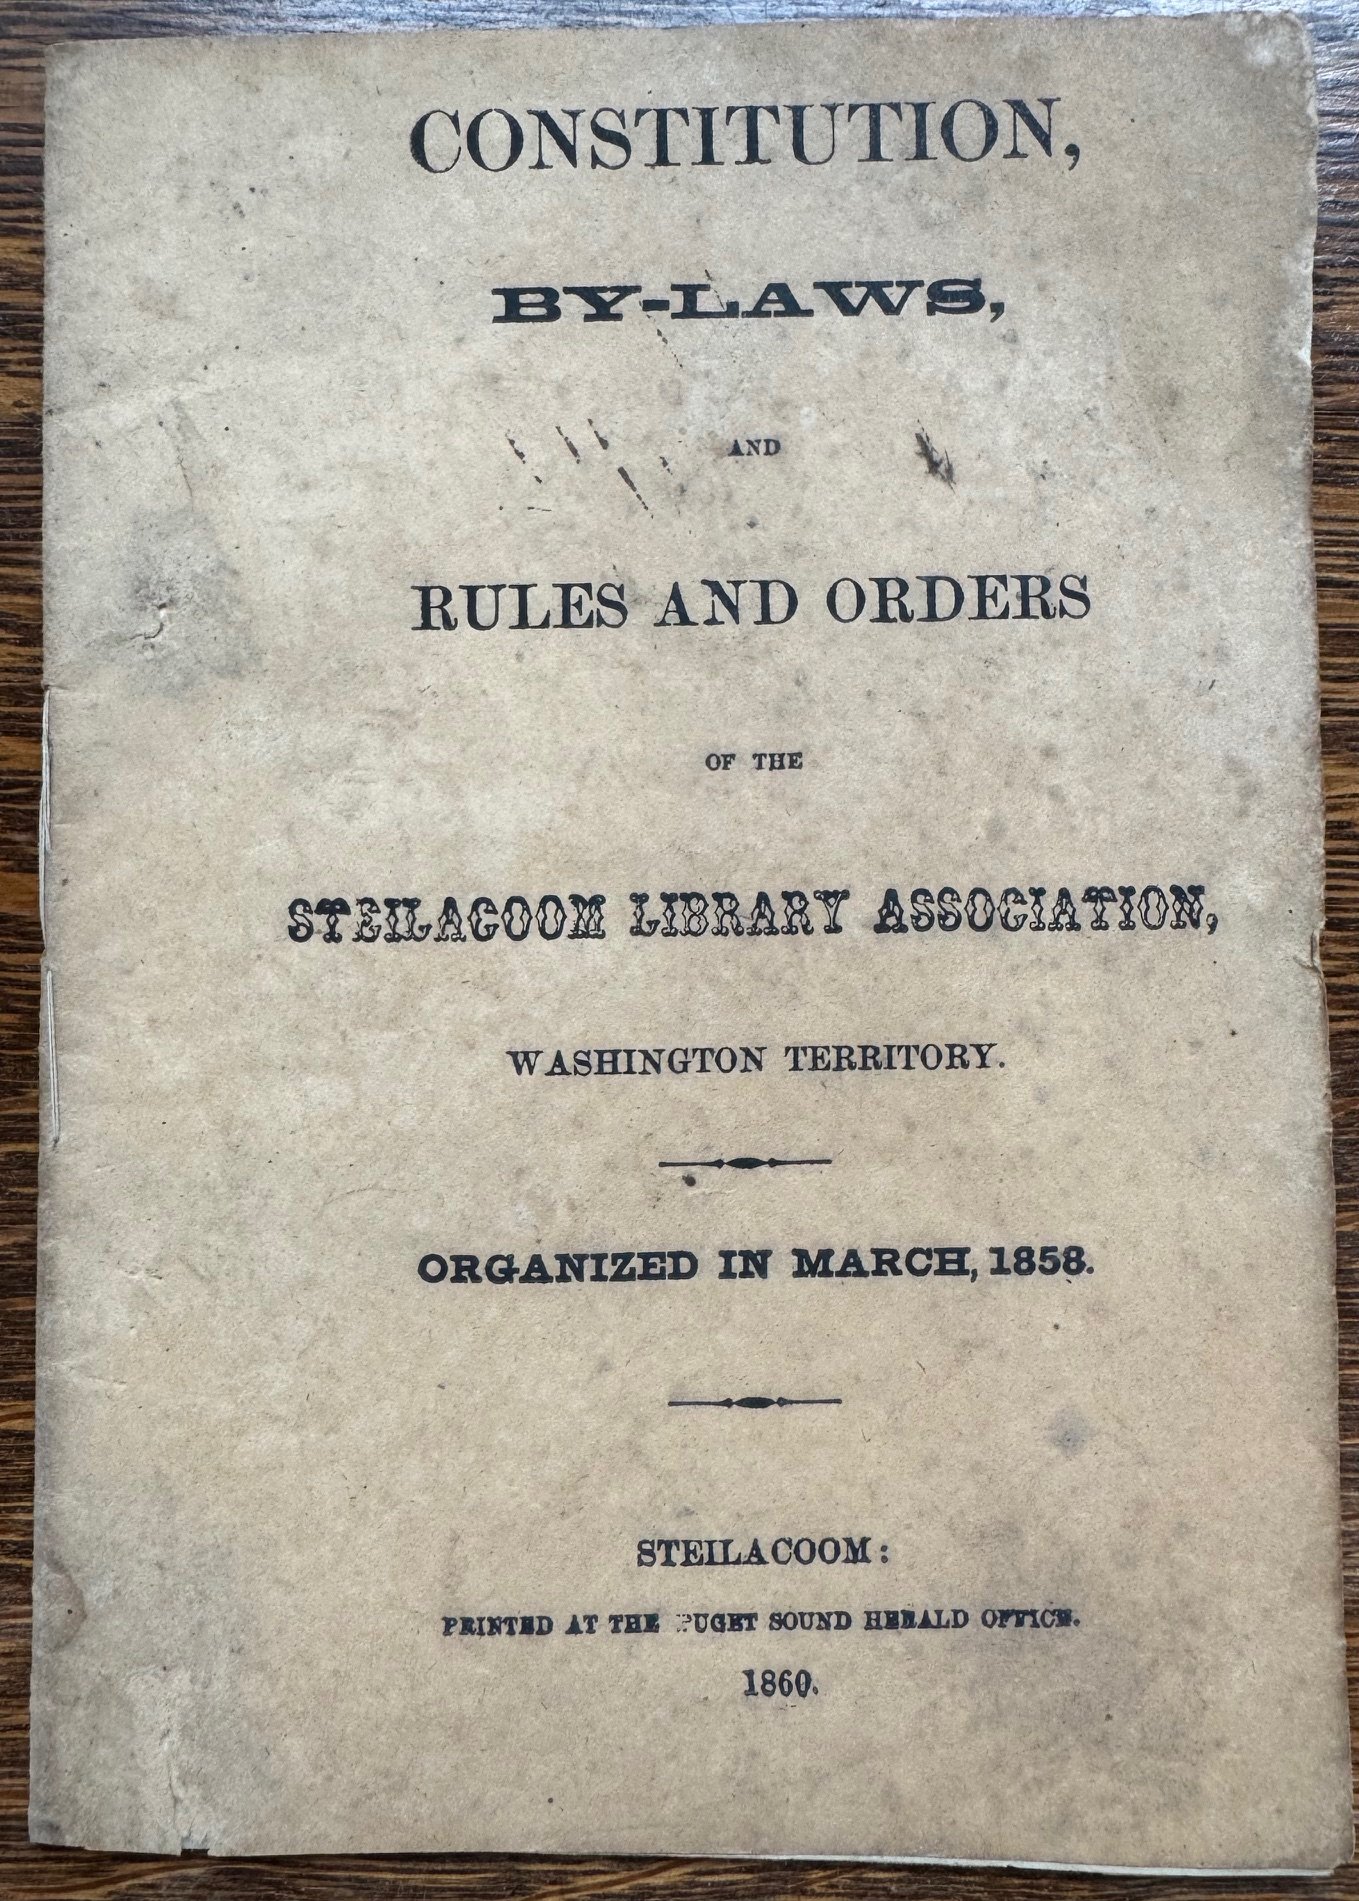 CONSTITUTION,
BY-LAWS,
AND
RULES AND ORDERS
OF THE
STEILACOOM LIBRARY ASSOCIATION,
WASHINGTON TERRITORY.
ORGANIZED IN MARCH, 1858.
STEILACOOM:
PRINTED AT THE PUGET SOUND HERALD OFFICE.
1860.